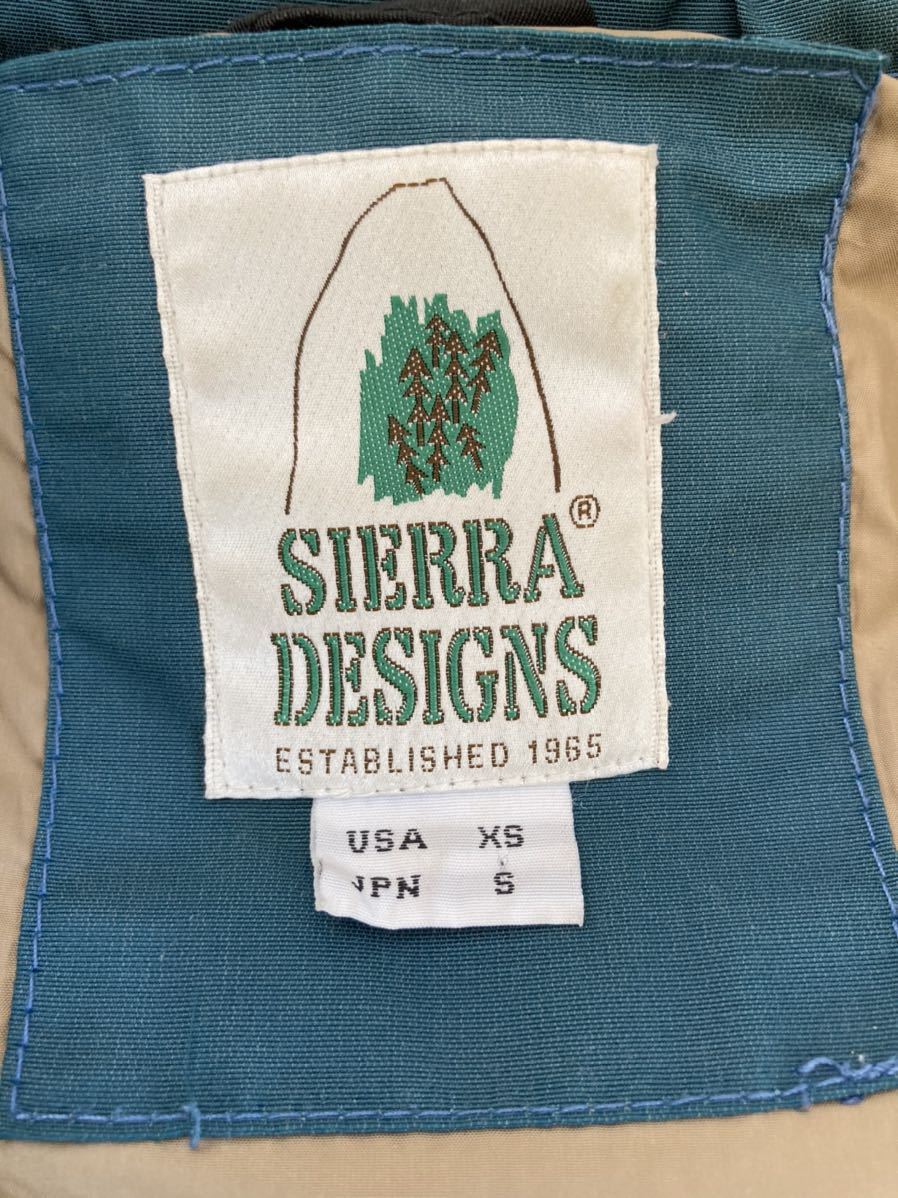 SIERRA®
DESIGNS
ESTABLISHED 1965
USA XS
JPN S